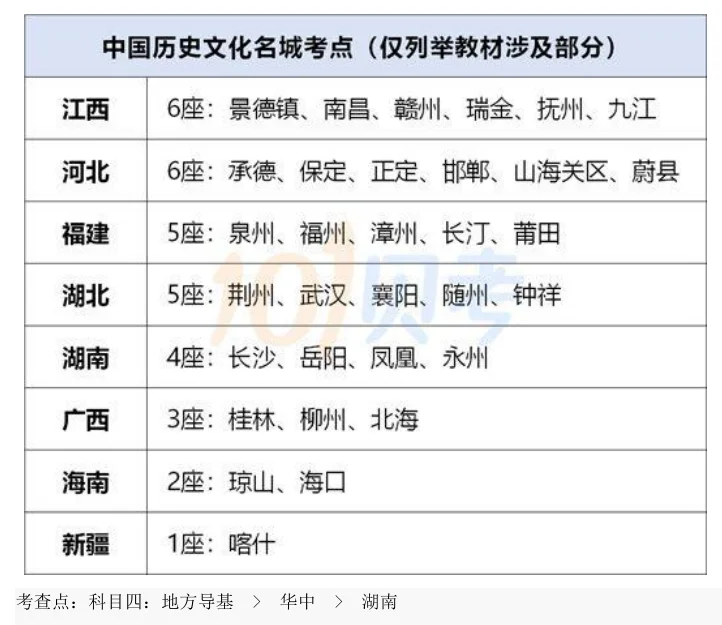 中国历史文化名城考点（仅列举教材涉及部分）
江西 6座：景德镇、南昌、赣州、瑞金、抚州、九江
河北 6座：承德、保定、正定、邯郸、山海关区、蔚县
福建 5座：泉州、福州、漳州、长汀、莆田
湖北 5座：荆州、武汉、襄阳、随州、钟祥
湖南 4座：长沙、岳阳、凤凰、永州
广西 3座：桂林、柳州、北海
海南 2座：琼山、海口
新疆 1座：喀什
101贝考
考查点：科目四：地方导基 > 华中 > 湖南